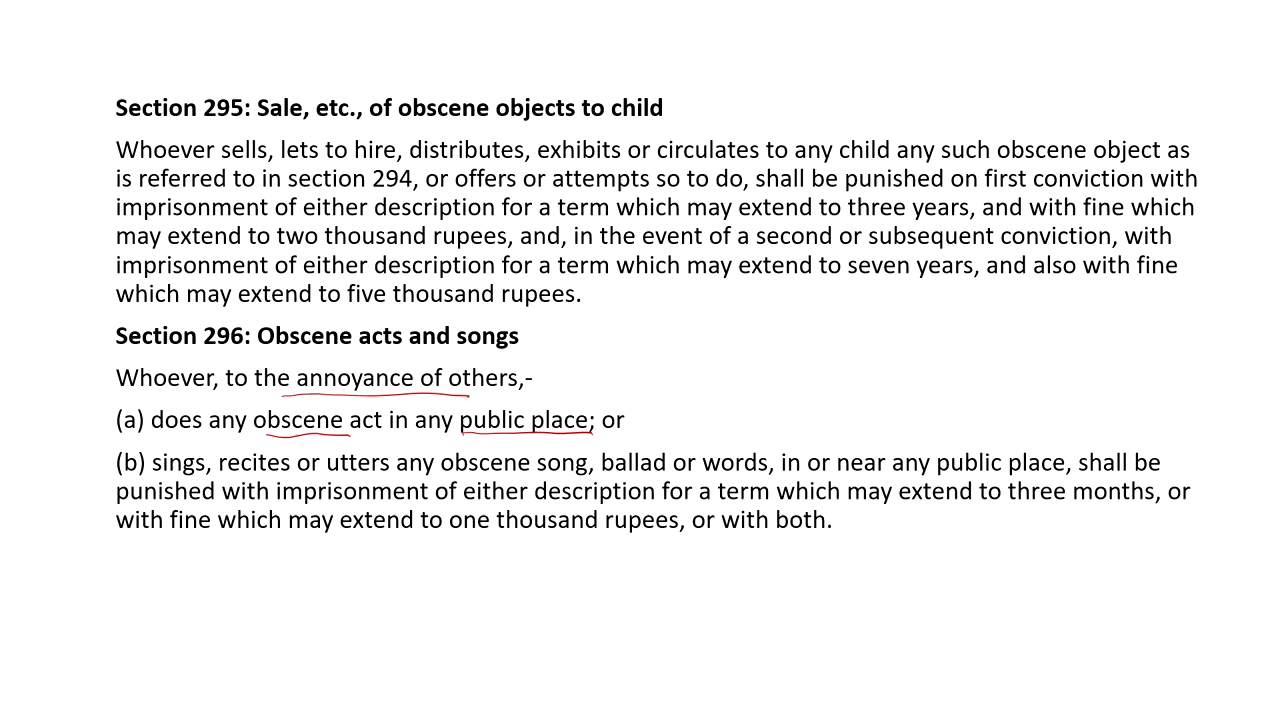 Section 295: Sale, etc., of obscene objects to child
Whoever sells, lets to hire, distributes, exhibits or circulates to any child any such obscene object as
is referred to in section 294, or offers or attempts so to do, shall be punished on first conviction with
imprisonment of either description for a term which may extend to three years, and with fine which
may extend to two thousand rupees, and, in the event of a second or subsequent conviction, with
imprisonment of either description for a term which may extend to seven years, and also with fine
which may extend to five thousand rupees.
Section 296: Obscene acts and songs
Whoever, to the annoyance of others,-
(a) does any obscene act in any public place; or
(b) sings, recites or utters any obscene song, ballad or words, in or near any public place, shall be
punished with imprisonment of either description for a term which may extend to three months, or
with fine which may extend to one thousand rupees, or with both.